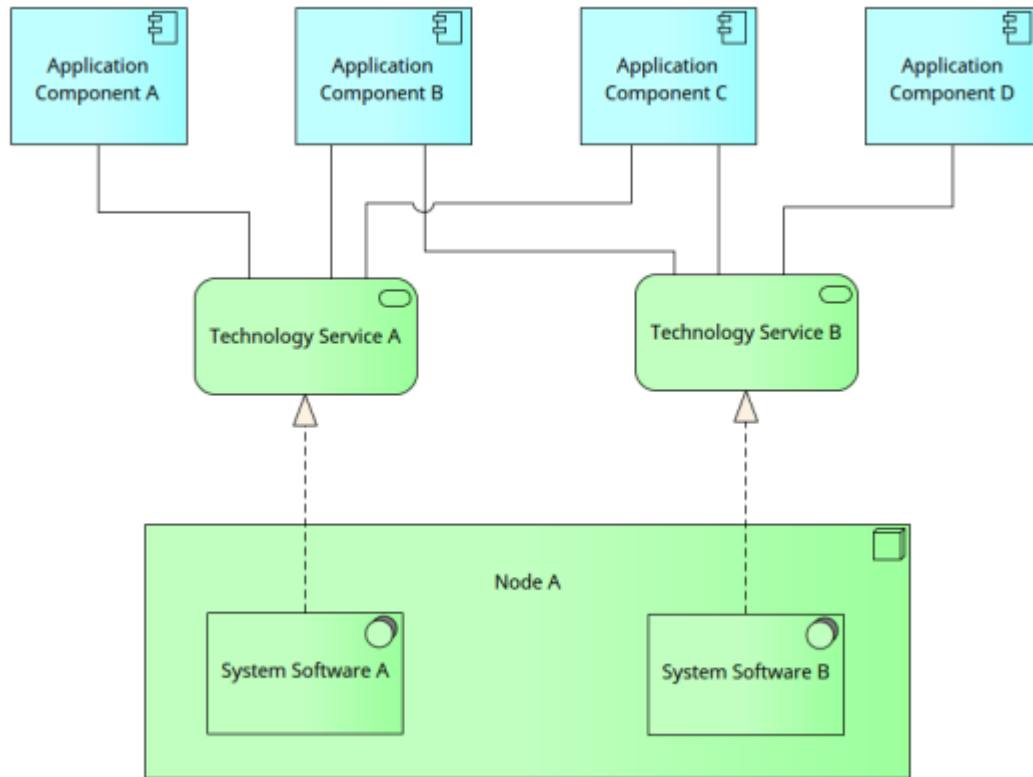 Application
Component A
Application
Component B
Application
Component C
Application
Component D
Technology Service A
Technology Service B
Node A
System Software A
System Software B